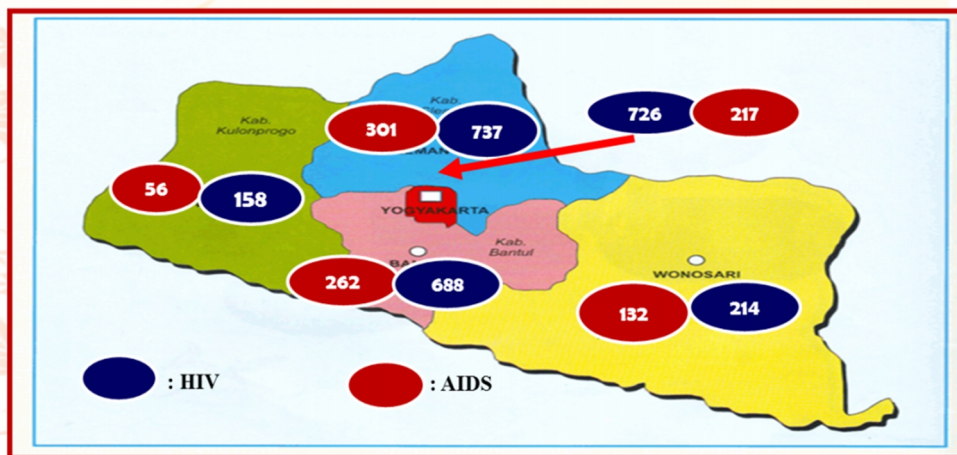 Kab.
726 217
301 737
Kab.
Kulonprogo
56 158
YOGYAKARTA
Kab.
Bantul
WONOSARI
262 688
132 214
: HIV : AIDS